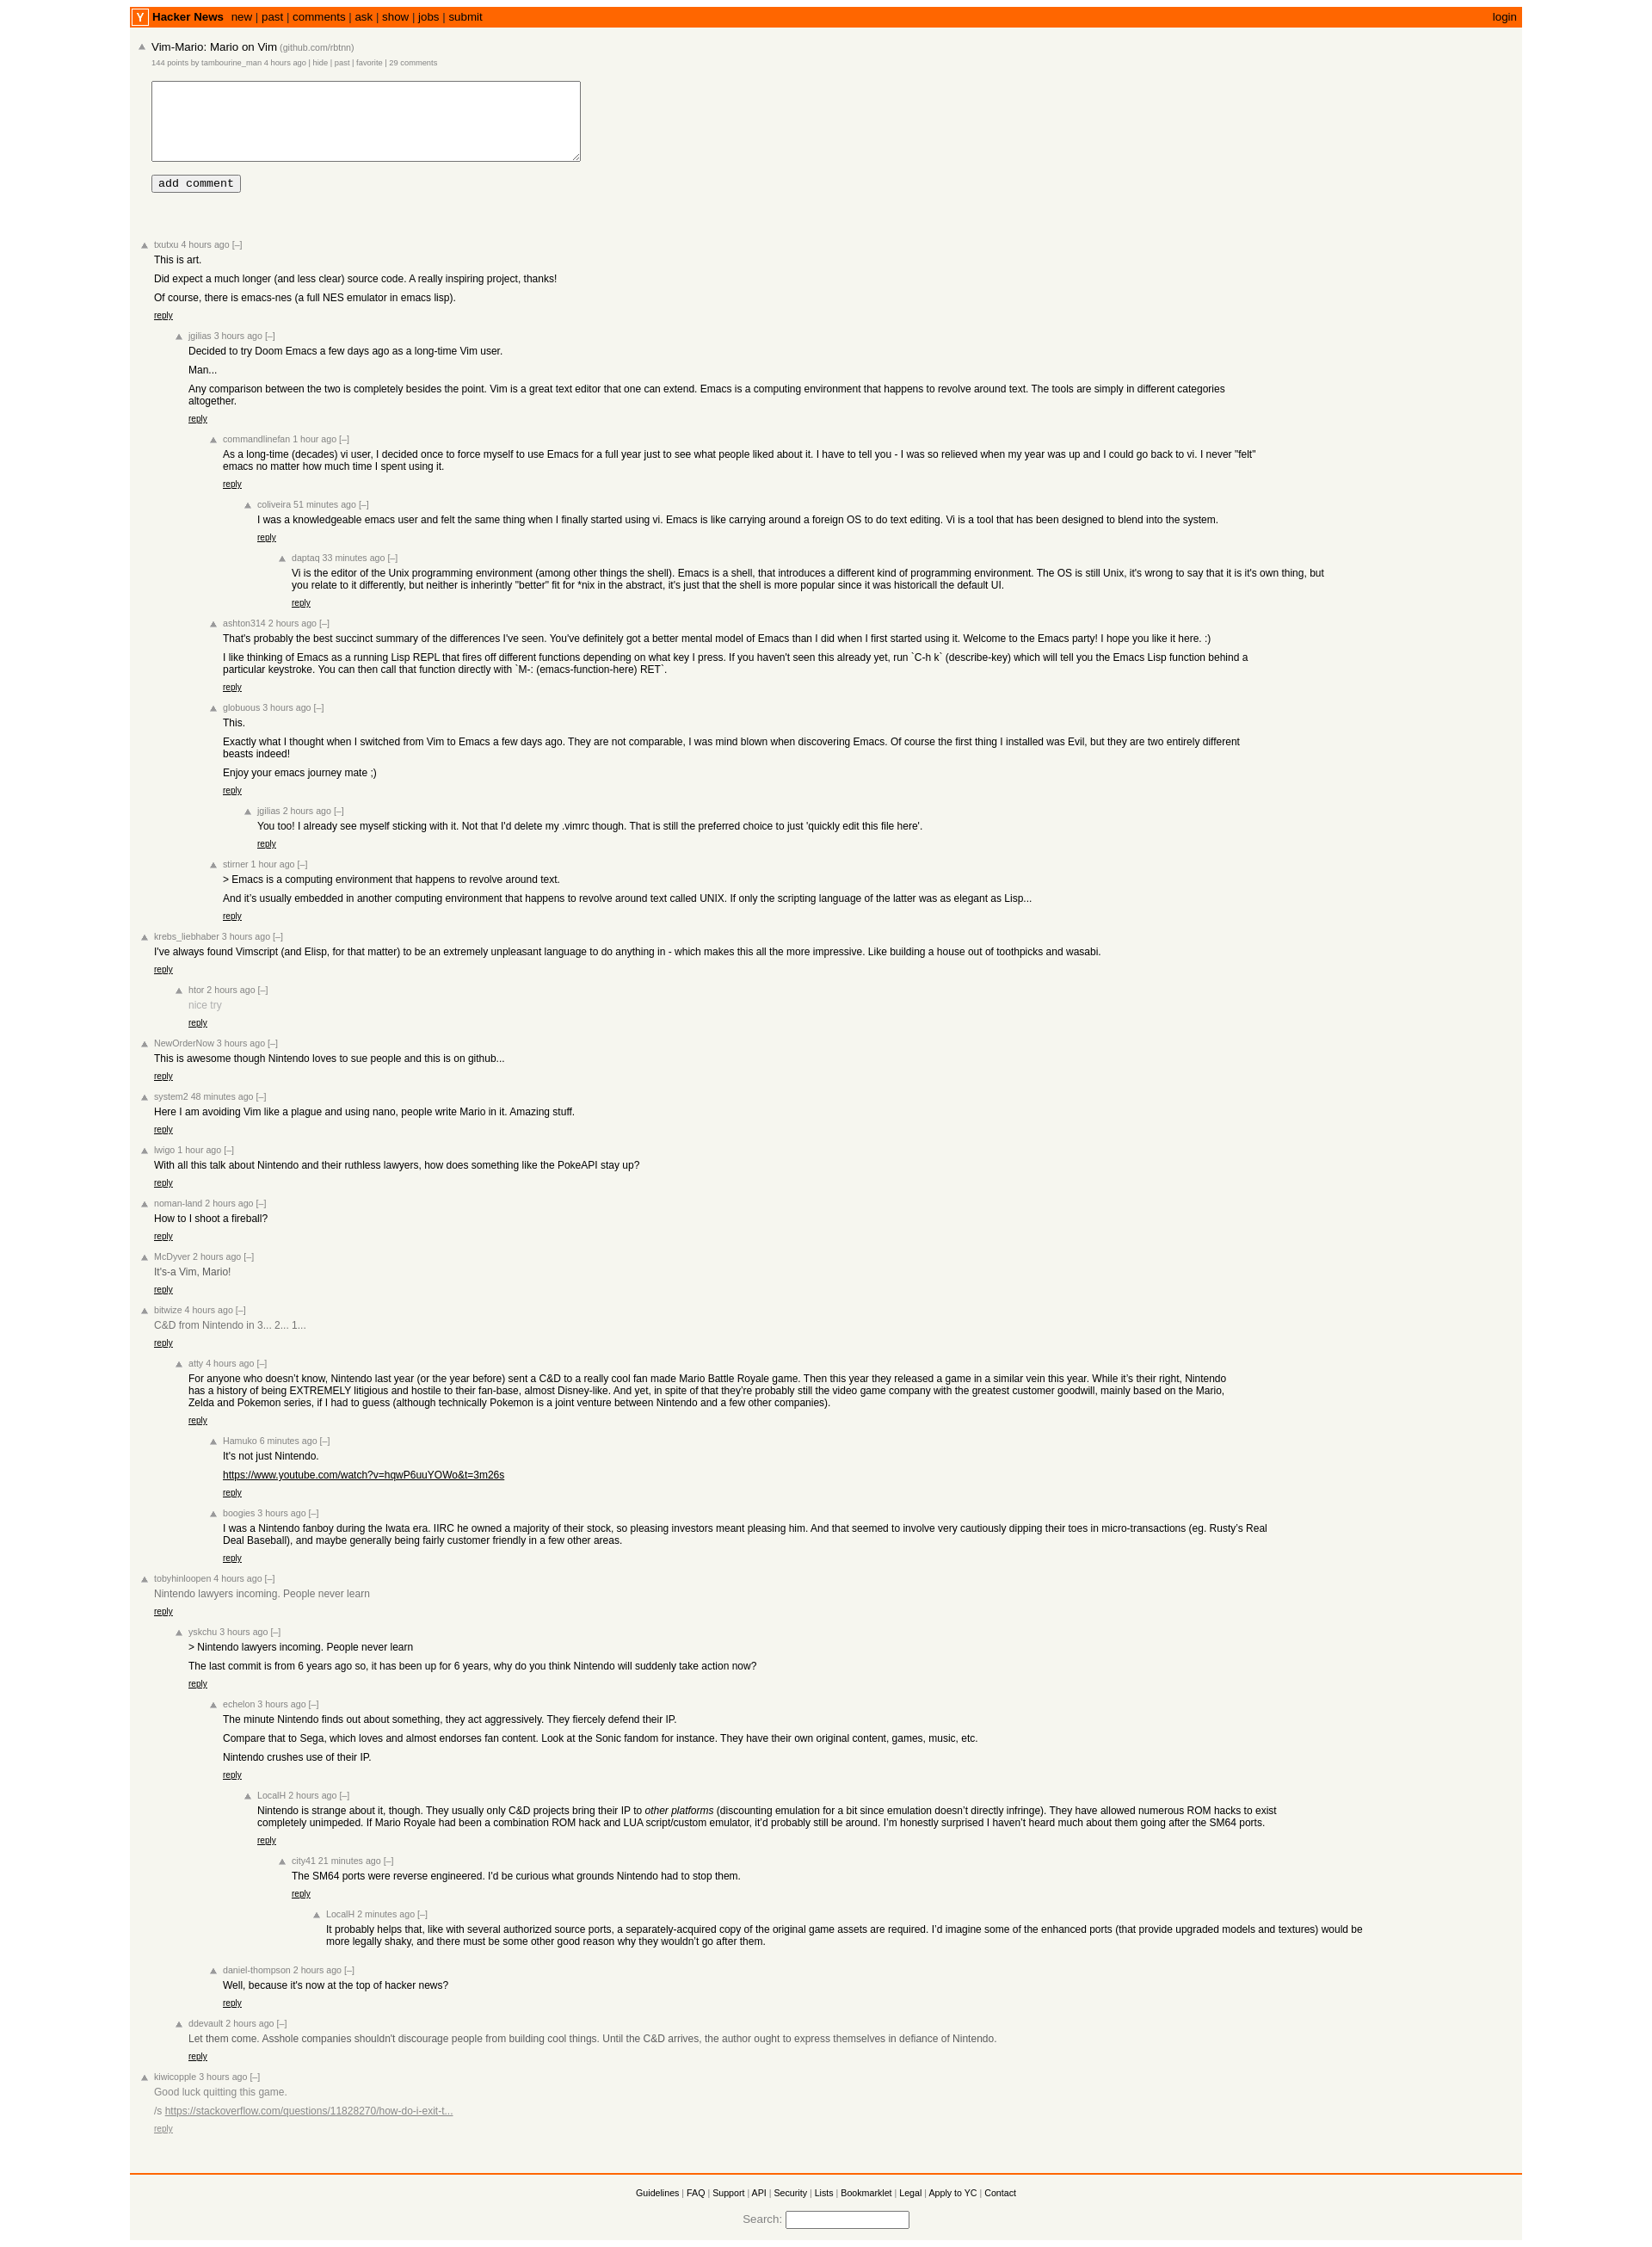 Y Hacker News new | past | comments | ask | show | jobs | submit login
Vim-Mario: Mario on Vim (github.com/rbtnn)
144 points by tambourine_man 4 hours ago | hide | past | favorite | 29 comments
add comment
txutxu 4 hours ago [–]
This is art.
Did expect a much longer (and less clear) source code. A really inspiring project, thanks!
Of course, there is emacs-nes (a full NES emulator in emacs lisp).
reply
jgilias 3 hours ago [–]
Decided to try Doom Emacs a few days ago as a long-time Vim user.
Man...
Any comparison between the two is completely besides the point. Vim is a great text editor that one can extend. Emacs is a computing environment that happens to revolve around text. The tools are simply in different categories
altogether.
reply
commandlinefan 1 hour ago [–]
As a long-time (decades) vi user, I decided once to force myself to use Emacs for a full year just to see what people liked about it. I have to tell you - I was so relieved when my year was up and I could go back to vi. I never "felt"
emacs no matter how much time I spent using it.
reply
coliveira 51 minutes ago [–]
I was a knowledgeable emacs user and felt the same thing when I finally started using vi. Emacs is like carrying around a foreign OS to do text editing. Vi is a tool that has been designed to blend into the system.
reply
daptaq 33 minutes ago [–]
Vi is the editor of the Unix programming environment (among other things the shell). Emacs is a shell, that introduces a different kind of programming environment. The OS is still Unix, it's wrong to say that it is it's own thing, but
you relate to it differently, but neither is inherintly "better" fit for *nix in the abstract, it's just that the shell is more popular since it was historicall the default UI.
reply
ashton314 2 hours ago [–]
That's probably the best succinct summary of the differences I've seen. You've definitely got a better mental model of Emacs than I did when I first started using it. Welcome to the Emacs party! I hope you like it here. :)
I like thinking of Emacs as a running Lisp REPL that fires off different functions depending on what key I press. If you haven't seen this already yet, run `C-h k` (describe-key) which will tell you the Emacs Lisp function behind a
particular keystroke. You can then call that function directly with `M-: (emacs-function-here) RET`.
reply
globuous 3 hours ago [–]
This.
Exactly what I thought when I switched from Vim to Emacs a few days ago. They are not comparable, I was mind blown when discovering Emacs. Of course the first thing I installed was Evil, but they are two entirely different
beasts indeed!
Enjoy your emacs journey mate ;)
reply
jgilias 2 hours ago [–]
You too! I already see myself sticking with it. Not that I'd delete my .vimrc though. That is still the preferred choice to just 'quickly edit this file here'.
reply
stirner 1 hour ago [–]
> Emacs is a computing environment that happens to revolve around text.
And it’s usually embedded in another computing environment that happens to revolve around text called UNIX. If only the scripting language of the latter was as elegant as Lisp...
reply
krebs_liebhaber 3 hours ago [–]
I've always found Vimscript (and Elisp, for that matter) to be an extremely unpleasant language to do anything in - which makes this all the more impressive. Like building a house out of toothpicks and wasabi.
reply
htor 2 hours ago [–]
nice try
reply
NewOrderNow 3 hours ago [–]
This is awesome though Nintendo loves to sue people and this is on github...
reply
system2 48 minutes ago [–]
Here I am avoiding Vim like a plague and using nano, people write Mario in it. Amazing stuff.
reply
lwigo 1 hour ago [–]
With all this talk about Nintendo and their ruthless lawyers, how does something like the PokeAPI stay up?
reply
noman-land 2 hours ago [–]
How to I shoot a fireball?
reply
McDyver 2 hours ago [–]
It's-a Vim, Mario!
reply
bitwize 4 hours ago [–]
C&D from Nintendo in 3... 2... 1...
reply
atty 4 hours ago [–]
For anyone who doesn’t know, Nintendo last year (or the year before) sent a C&D to a really cool fan made Mario Battle Royale game. Then this year they released a game in a similar vein this year. While it’s their right, Nintendo
has a history of being EXTREMELY litigious and hostile to their fan-base, almost Disney-like. And yet, in spite of that they’re probably still the video game company with the greatest customer goodwill, mainly based on the Mario,
Zelda and Pokemon series, if I had to guess (although technically Pokemon is a joint venture between Nintendo and a few other companies).
reply
Hamuko 6 minutes ago [–]
It's not just Nintendo.
https://www.youtube.com/watch?v=hqwP6uuYOWo&t=3m26s
reply
boogies 3 hours ago [–]
I was a Nintendo fanboy during the Iwata era. IIRC he owned a majority of their stock, so pleasing investors meant pleasing him. And that seemed to involve very cautiously dipping their toes in micro-transactions (eg. Rusty's Real
Deal Baseball), and maybe generally being fairly customer friendly in a few other areas.
reply
tobyhinloopen 4 hours ago [–]
Nintendo lawyers incoming. People never learn
reply
yskchu 3 hours ago [–]
> Nintendo lawyers incoming. People never learn
The last commit is from 6 years ago so, it has been up for 6 years, why do you think Nintendo will suddenly take action now?
reply
echelon 3 hours ago [–]
The minute Nintendo finds out about something, they act aggressively. They fiercely defend their IP.
Compare that to Sega, which loves and almost endorses fan content. Look at the Sonic fandom for instance. They have their own original content, games, music, etc.
Nintendo crushes use of their IP.
reply
LocalH 2 hours ago [–]
Nintendo is strange about it, though. They usually only C&D projects bring their IP to other platforms (discounting emulation for a bit since emulation doesn’t directly infringe). They have allowed numerous ROM hacks to exist
completely unimpeded. If Mario Royale had been a combination ROM hack and LUA script/custom emulator, it’d probably still be around. I’m honestly surprised I haven’t heard much about them going after the SM64 ports.
reply
city41 21 minutes ago [–]
The SM64 ports were reverse engineered. I'd be curious what grounds Nintendo had to stop them.
reply
LocalH 2 minutes ago [–]
It probably helps that, like with several authorized source ports, a separately-acquired copy of the original game assets are required. I’d imagine some of the enhanced ports (that provide upgraded models and textures) would be
more legally shaky, and there must be some other good reason why they wouldn’t go after them.
daniel-thompson 2 hours ago [–]
Well, because it's now at the top of hacker news?
reply
ddevault 2 hours ago [–]
Let them come. Asshole companies shouldn't discourage people from building cool things. Until the C&D arrives, the author ought to express themselves in defiance of Nintendo.
reply
kiwicopple 3 hours ago [–]
Good luck quitting this game.
/s https://stackoverflow.com/questions/11828270/how-do-i-exit-t...
reply
Guidelines | FAQ | Support | API | Security | Lists | Bookmarklet | Legal | Apply to YC | Contact
Search: